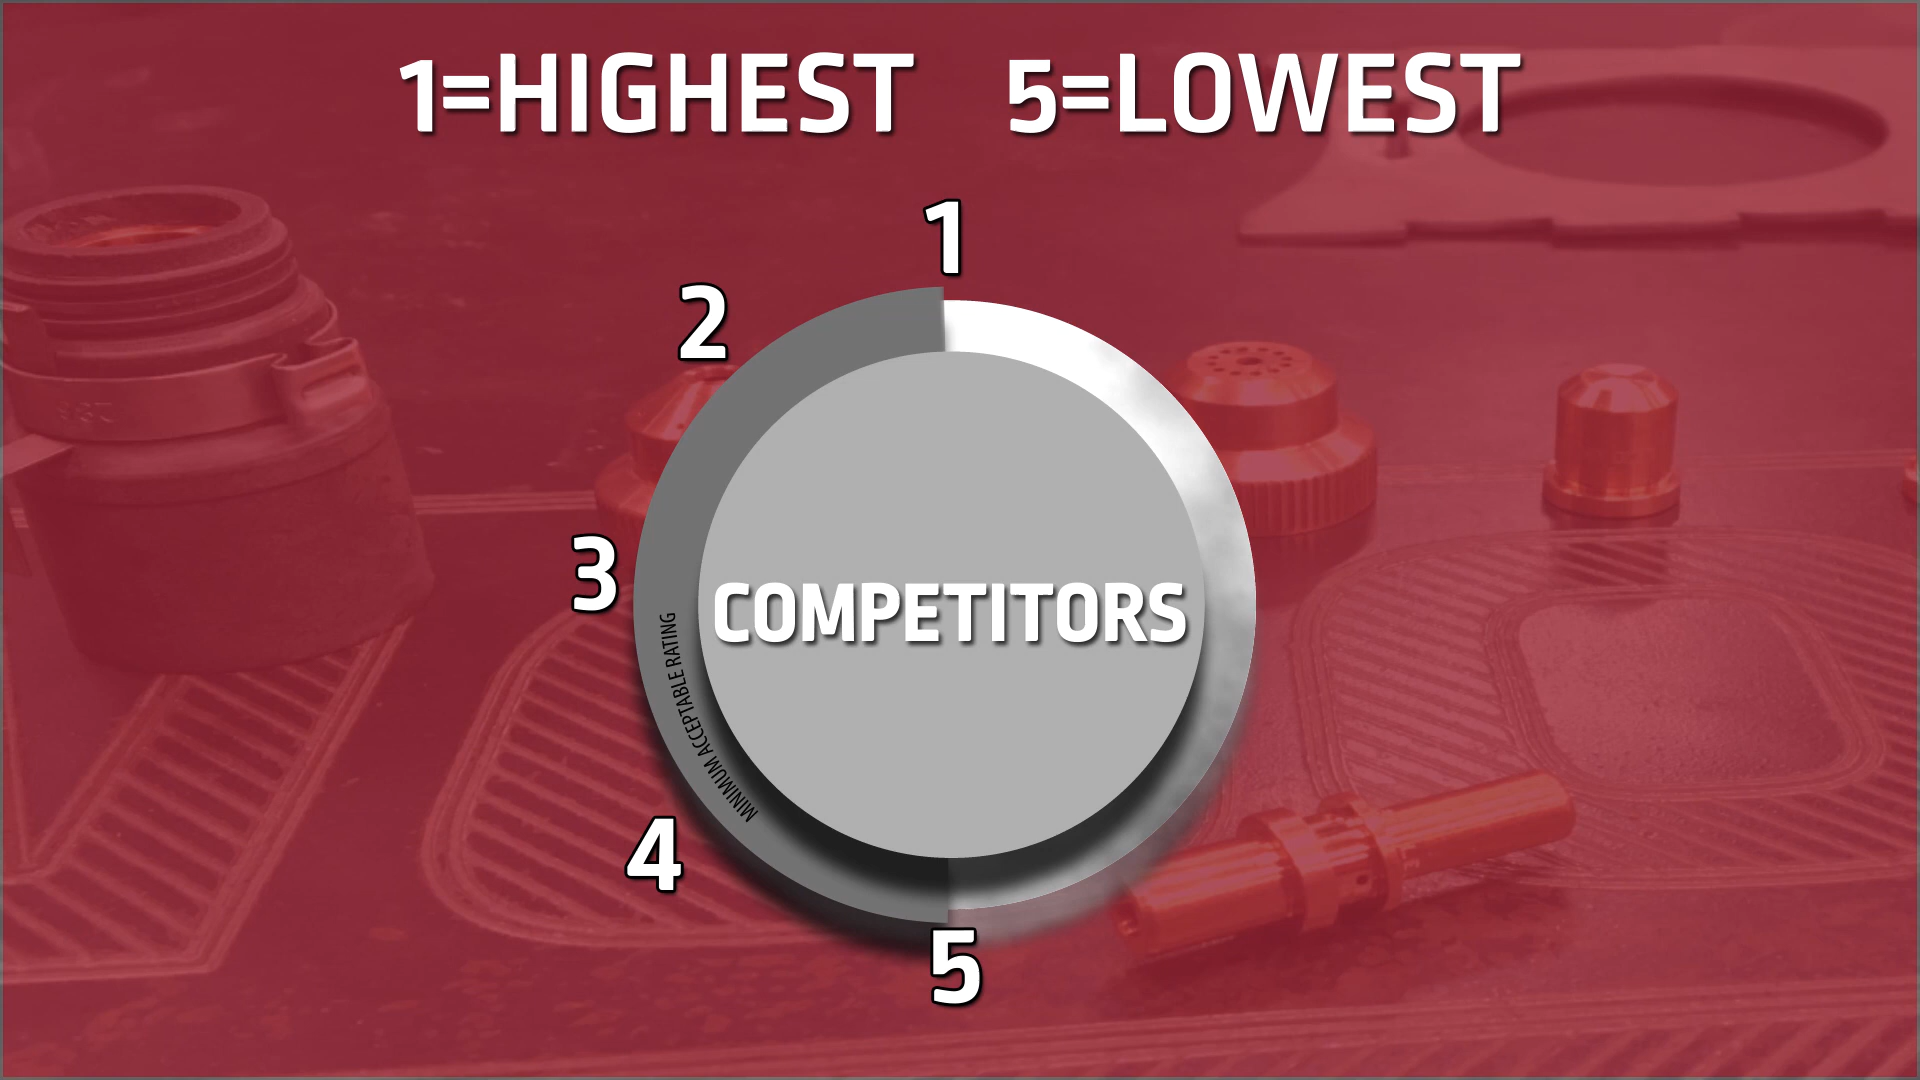 1=HIGHEST 5=LOWEST
1
2
3
COMPETITORS
MINIMUM ACCEPTABLE RATING
4
5